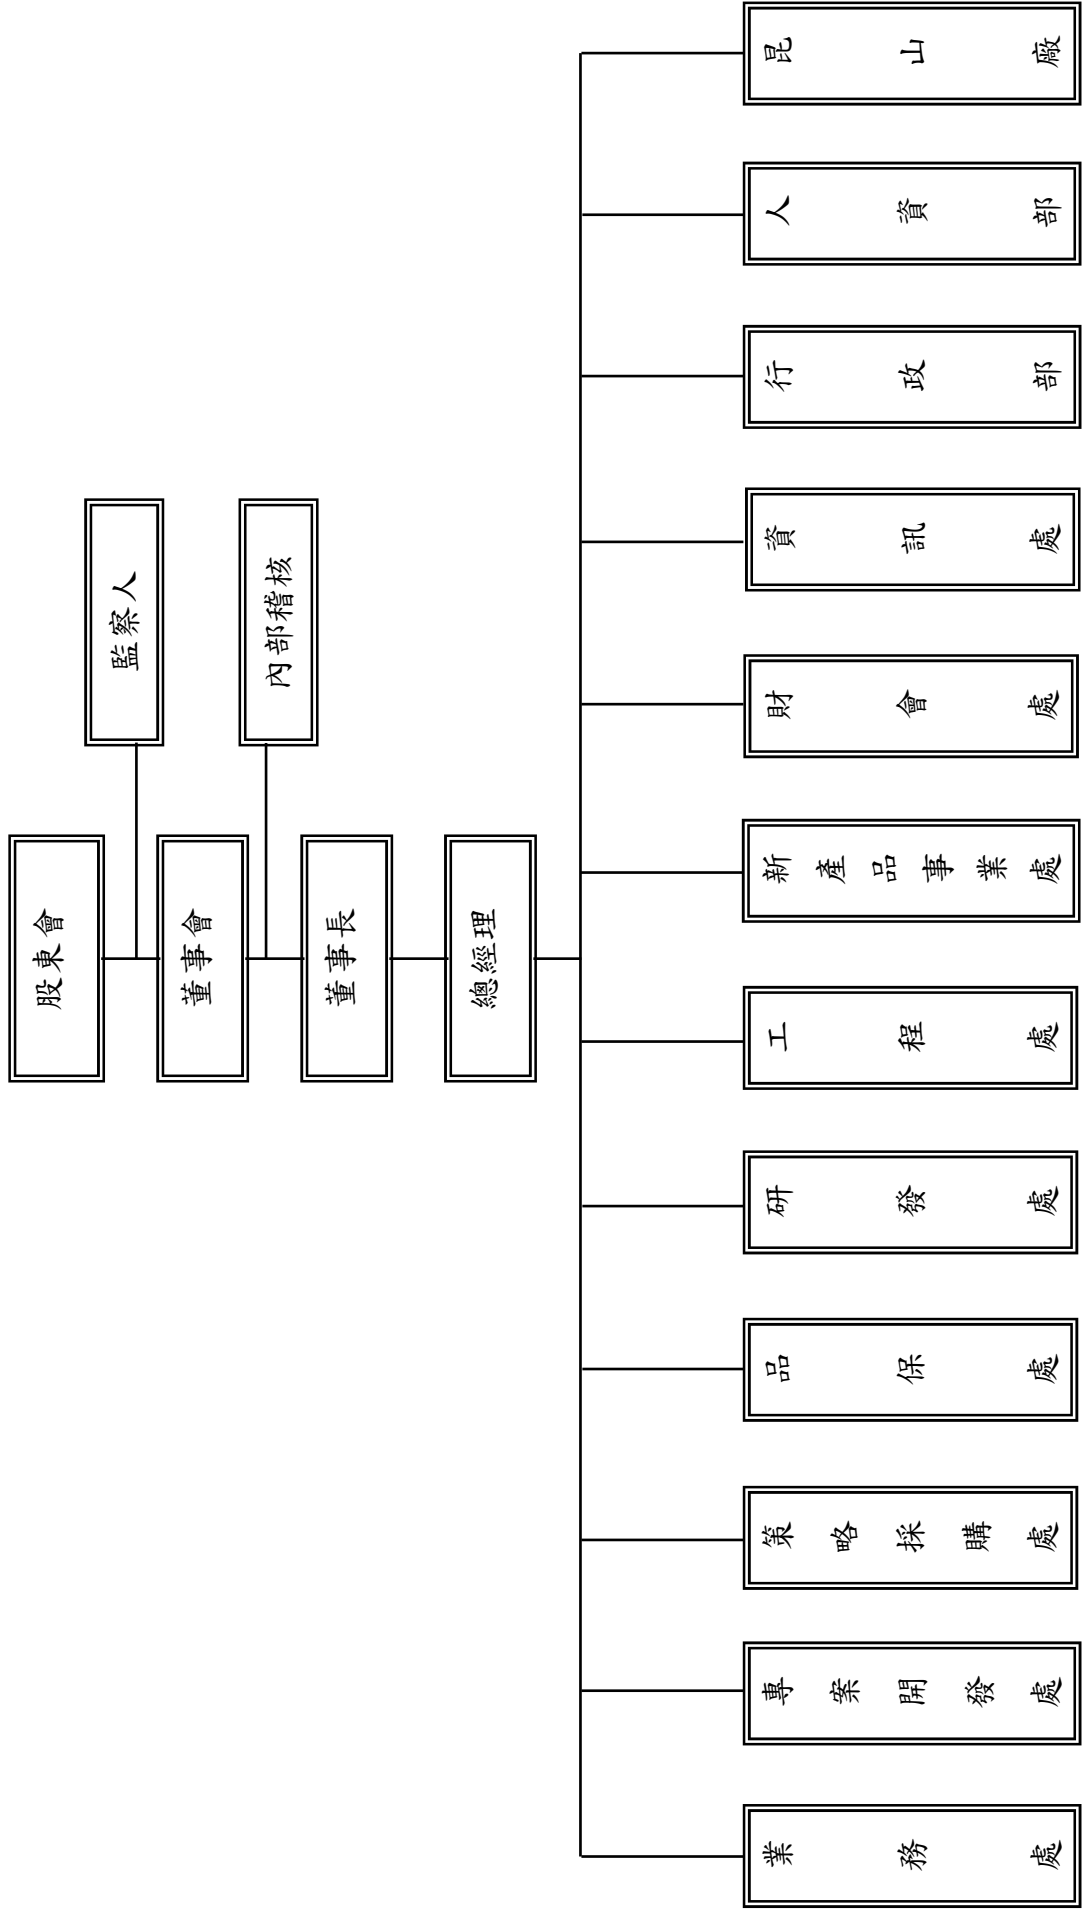 股東會
監察人
董事會
內部稽核
董事長
總經理
業務處
專案開發處
策略採購處
品保處
研發處
工程處
新產品事業處
財會處
資訊處
行政部
人資部
昆山廠